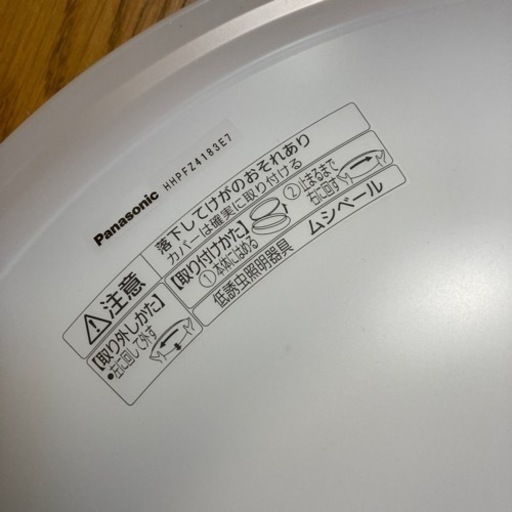 Panasonic HHPFZ4183E7
注意
落下してけがのおそれあり
カバーは確実に取り付ける
【取り付けかた】
①本体にはめる
②止まるまで
右に回す
【取り外しかた】
●左に回して外す
低誘虫照明器具 ムシベール